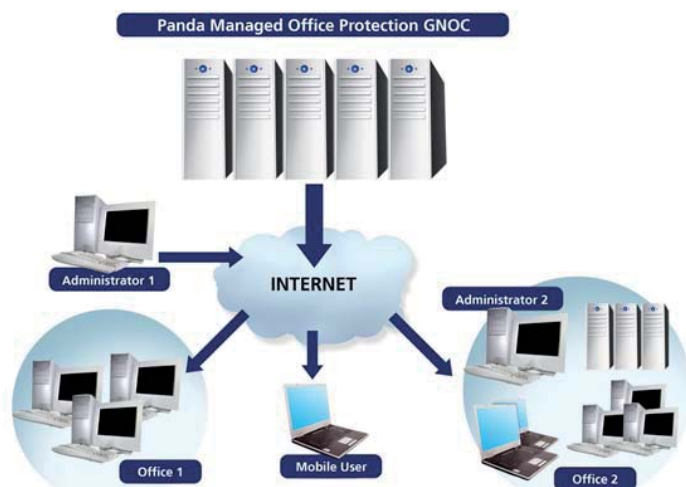 Panda Managed Office Protection GNOC
INTERNET
Administrator 1
Administrator 2
Office 1
Mobile User
Office 2